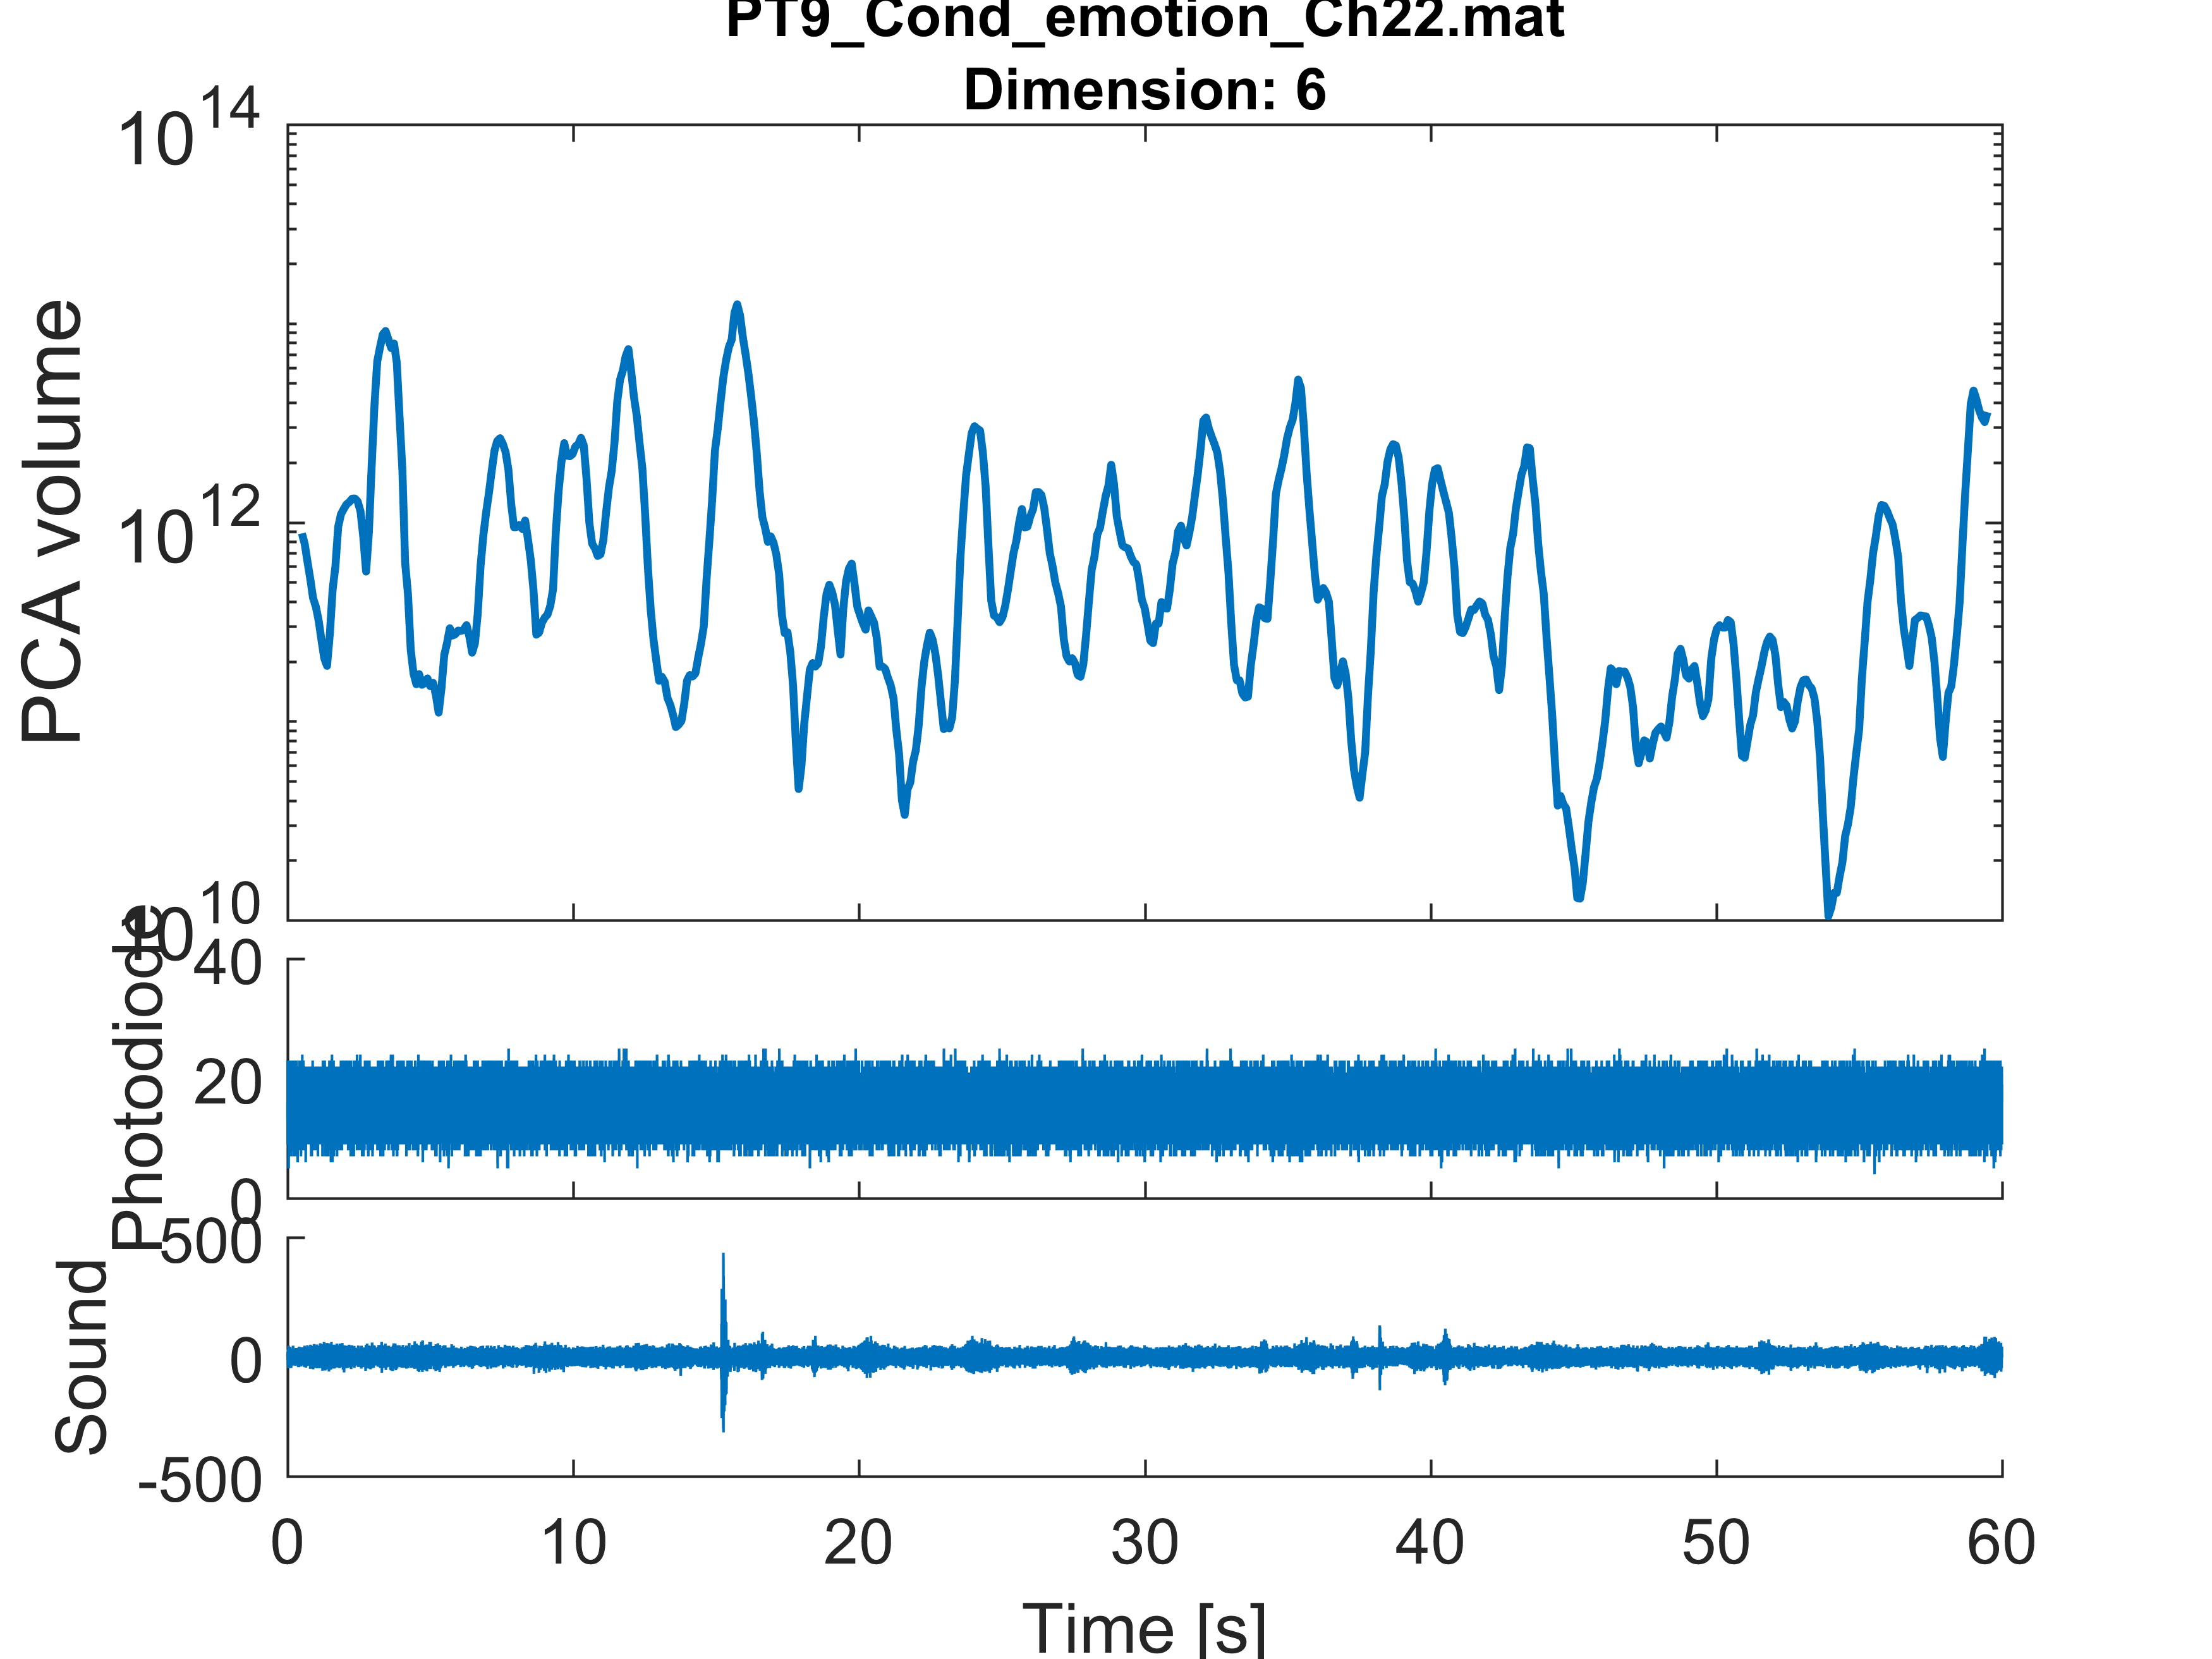 PT9_Cond_emotion_Ch22.mat
Dimension: 6
10^14
10^12
10^10
PCA volume
40
20
0
Photodiode
500
0
-500
Sound
0 10 20 30 40 50 60
Time [s]